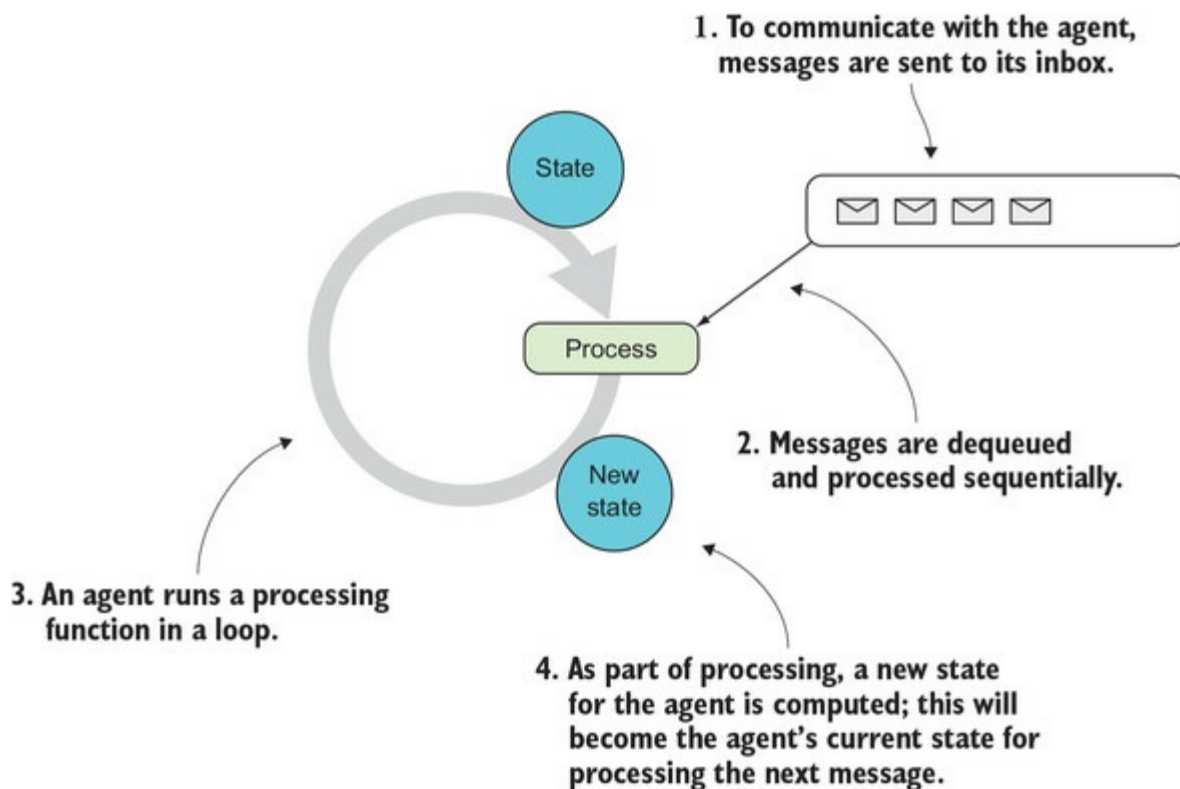 1. To communicate with the agent,
messages are sent to its inbox.
State
Process
2. Messages are dequeued
and processed sequentially.
New
state
3. An agent runs a processing
function in a loop.
4. As part of processing, a new state
for the agent is computed; this will
become the agent’s current state for
processing the next message.